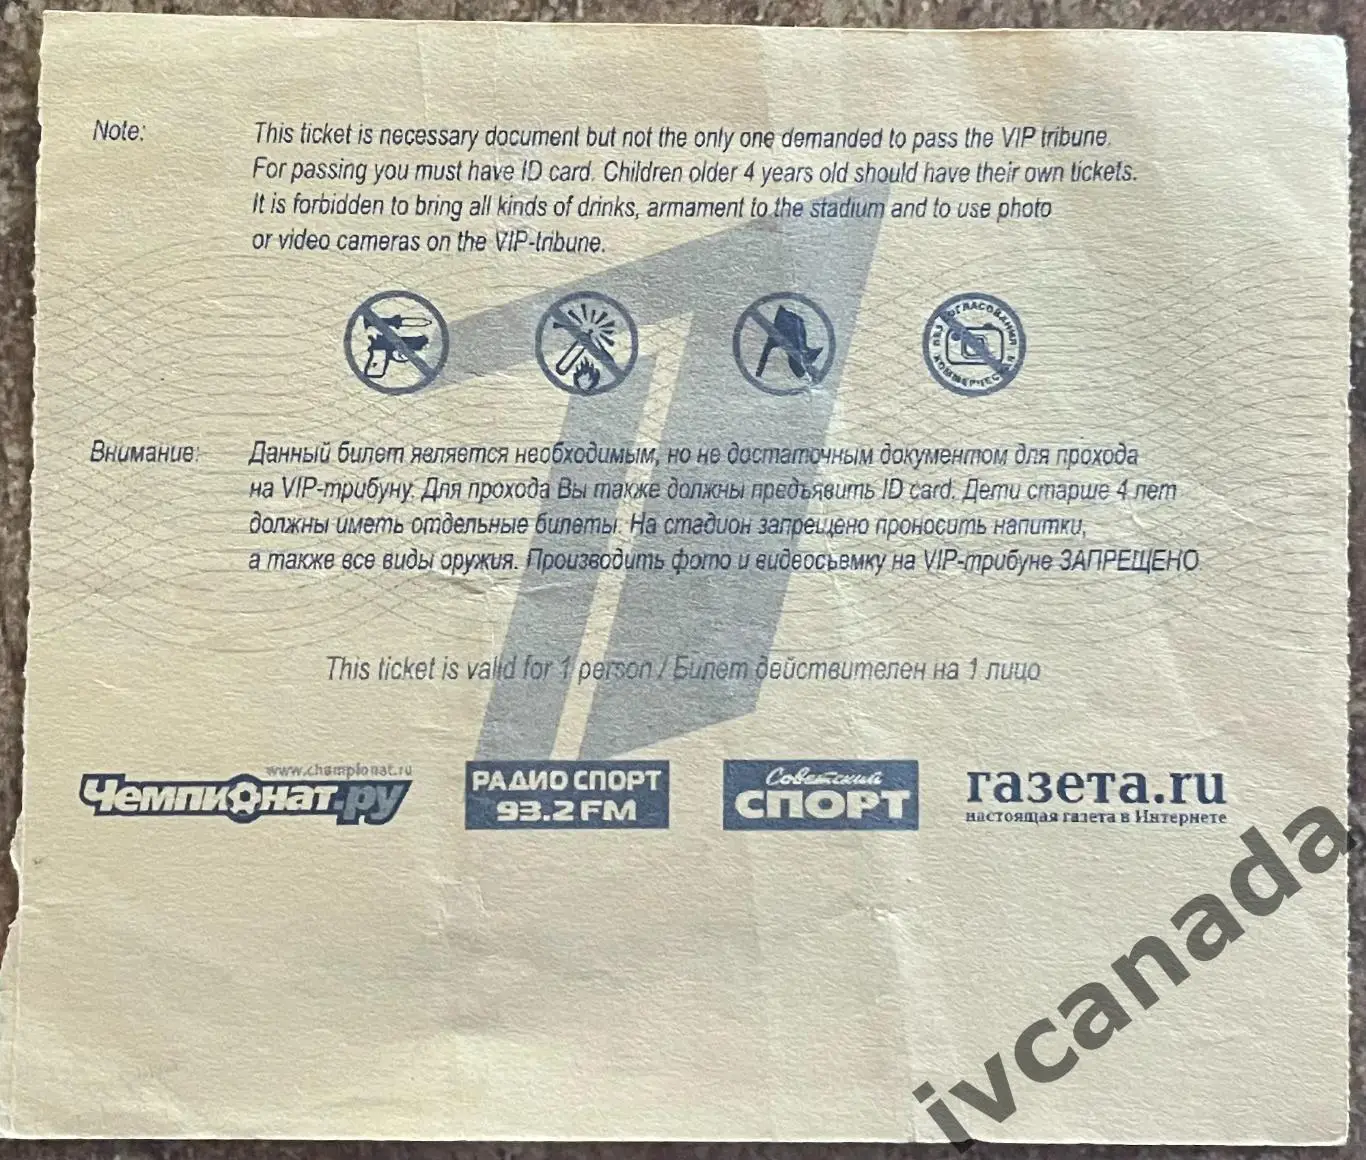 Note:
This ticket is necessary document but not the only one demanded to pass the VIP tribune.
For passing you must have ID card. Children older 4 years old should have their own tickets.
It is forbidden to bring all kinds of drinks, armament to the stadium and to use photo
or video cameras on the VIP-tribune.
БЕЗ СОГЛАСОВАНИЯ
КОММЕРЧЕСКАЯ
Внимание:
Данный билет является необходимым, но не достаточным документом для прохода
на VIP-трибуну. Для прохода Вы также должны предъявить ID card. Дети старше 4 лет
должны иметь отдельные билеты. На стадион запрещено проносить напитки,
а также все виды оружия. Производить фото и видеосъемку на VIP-трибуне ЗАПРЕЩЕНО
This ticket is valid for 1 person / Билет действителен на 1 лицо
www.championat.ru
Чемпионат.ру
РАДИО СПОРТ
93.2 FM
Советский
СПОРТ
газета.ru
настоящая газета в Интернете
ivcanada